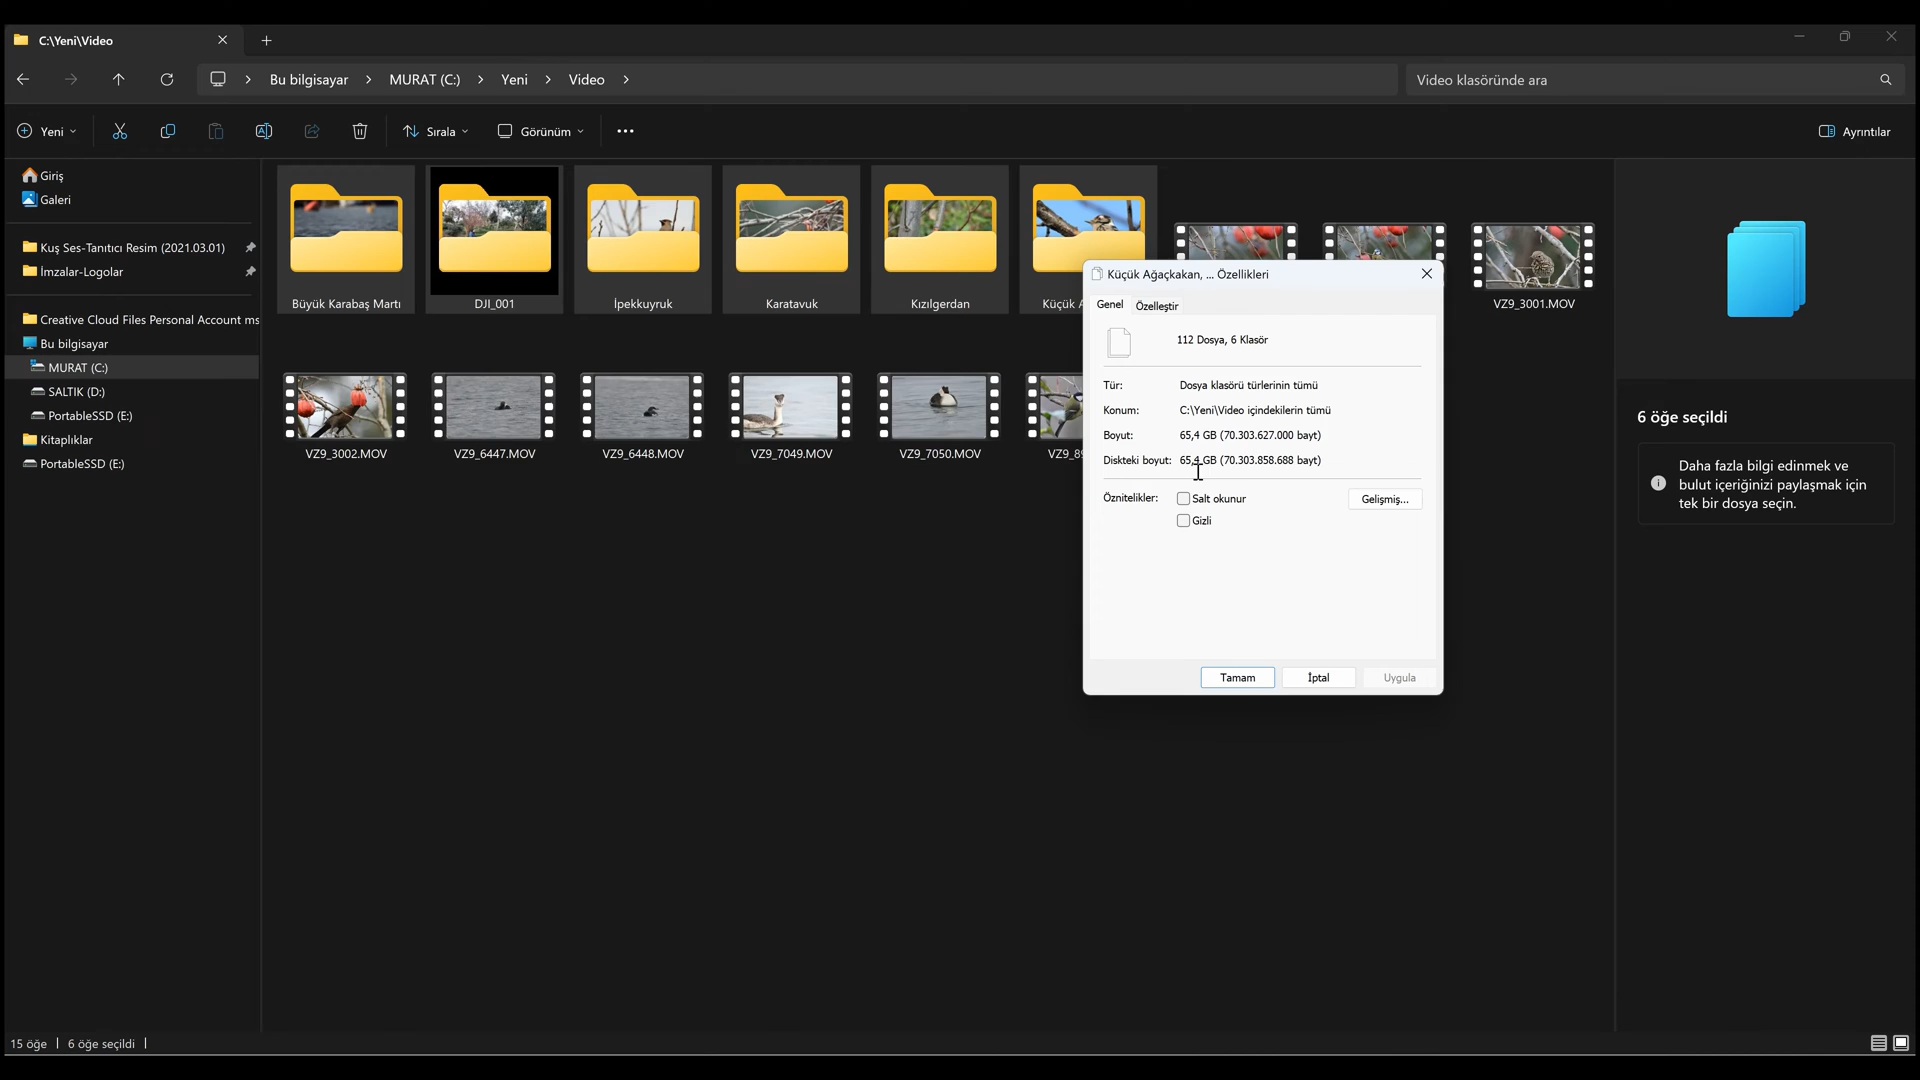 C:\Yeni\Video
Bu bilgisayar > MURAT (C:) > Yeni > Video >
Video klasöründe ara
Yeni
Sırala
Görünüm
Ayrıntılar
Giriş
Galeri
Kuş Ses-Tanıtıcı Resim (2021.03.01)
İmzalar-Logolar
Creative Cloud Files Personal Account ms
Bu bilgisayar
MURAT (C:)
SALTIK (D:)
PortableSSD (E:)
Kitaplıklar
PortableSSD (E:)
Büyük Karabaş Martı
DJI_001
İpekkuyruk
Karatavuk
Kızılgerdan
Küçük A
VZ9_3001.MOV
VZ9_3002.MOV
VZ9_6447.MOV
VZ9_6448.MOV
VZ9_7049.MOV
VZ9_7050.MOV
VZ9_89
Küçük Ağaçkakan, ... Özellikleri
Genel
Özelleştir
112 Dosya, 6 Klasör
Tür: Dosya klasörü türlerinin tümü
Konum: C:\Yeni\Video içindekilerin tümü
Boyut: 65,4 GB (70.303.627.000 bayt)
Diskteki boyut: 65,4 GB (70.303.858.688 bayt)
Öznitelikler: Salt okunur
Gelişmiş...
Gizli
Tamam
İptal
Uygula
6 öğe seçildi
Daha fazla bilgi edinmek ve
bulut içeriğinizi paylaşmak için
tek bir dosya seçin.
15 öğe
6 öğe seçildi